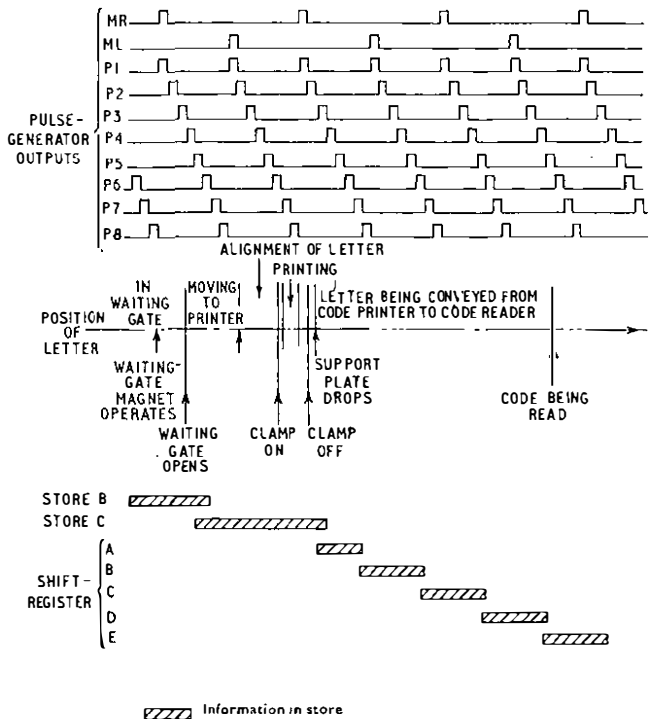 MR
ML
P1
P2
P3
P4
P5
P6
P7
P8
PULSE-
GENERATOR
OUTPUTS
ALIGNMENT OF LETTER
PRINTING
IN
WAITING
GATE
MOVING
TO
PRINTER
LETTER BEING CONVEYED FROM
CODE PRINTER TO CODE READER
POSITION
OF
LETTER
WAITING-
GATE
MAGNET
OPERATES
SUPPORT
PLATE
DROPS
CODE BEING
READ
WAITING
GATE
OPENS
CLAMP
ON
CLAMP
OFF
STORE B
STORE C
SHIFT-
REGISTER
A
B
C
D
E
Information in store